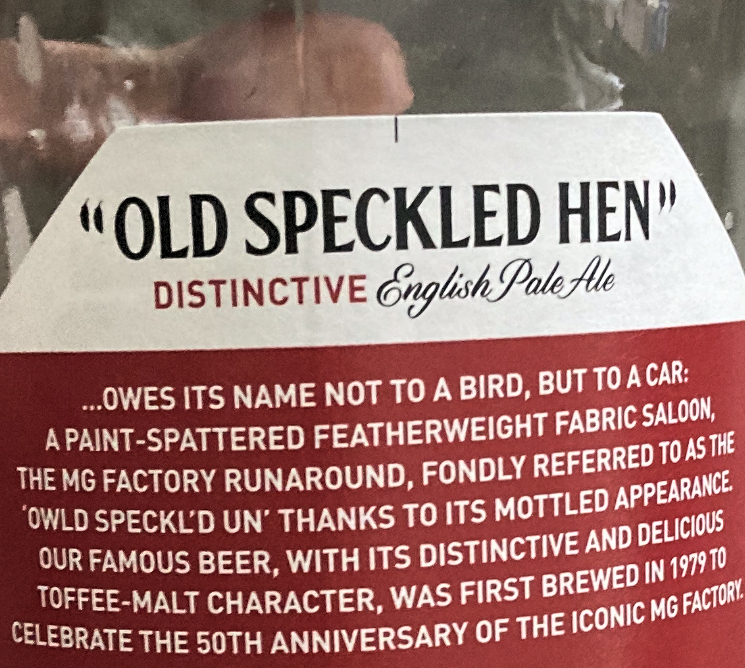 "OLD SPECKLED HEN"
DISTINCTIVE English Pale Ale
...OWES ITS NAME NOT TO A BIRD, BUT TO A CAR:
A PAINT-SPATTERED FEATHERWEIGHT FABRIC SALOON,
THE MG FACTORY RUNAROUND, FONDLY REFERRED TO AS THE
'OWLD SPECKL'D UN' THANKS TO ITS MOTTLED APPEARANCE.
OUR FAMOUS BEER, WITH ITS DISTINCTIVE AND DELICIOUS
TOFFEE-MALT CHARACTER, WAS FIRST BREWED IN 1979 TO
CELEBRATE THE 50TH ANNIVERSARY OF THE ICONIC MG FACTORY.